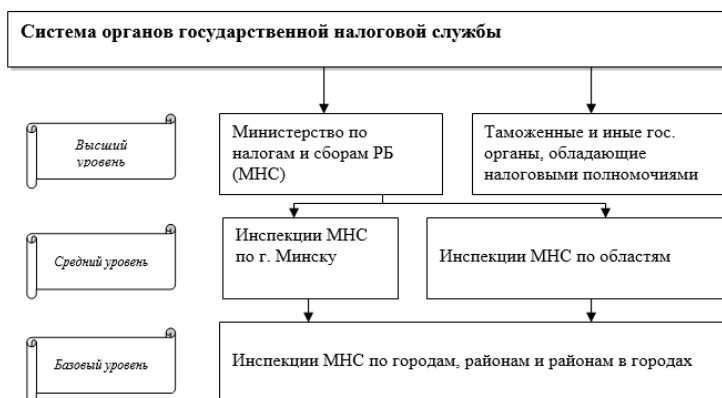 Система органов государственной налоговой службы
Высший
уровень
Министерство по
налогам и сборам РБ
(МНС)
Таможенные и иные гос.
органы, обладающие
налоговыми полномочиями
Средний уровень
Инспекции МНС
по г. Минску
Инспекции МНС по областям
Базовый уровень
Инспекции МНС по городам, районам и районам в городах